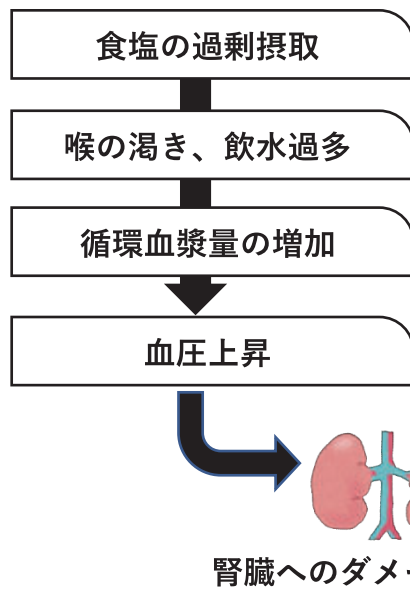 食塩の過剰摂取
喉の渇き、飲水過多
循環血漿量の増加
血圧上昇
腎臓へのダメ